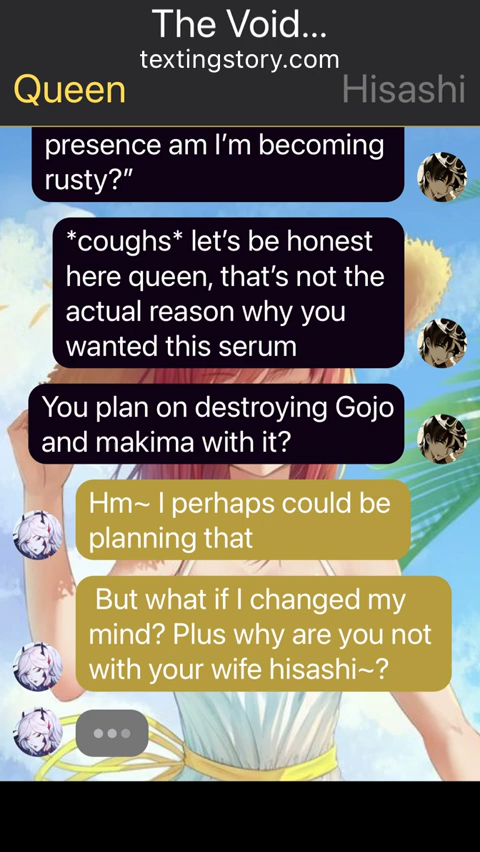 The Void...
textingstory.com
Queen
Hisashi
presence am I'm becoming
rusty?”
*coughs* let's be honest
here queen, that's not the
actual reason why you
wanted this serum
You plan on destroying Gojo
and makima with it?
Hm~ I perhaps could be
planning that
But what if I changed my
mind? Plus why are you not
with your wife hisashi~?